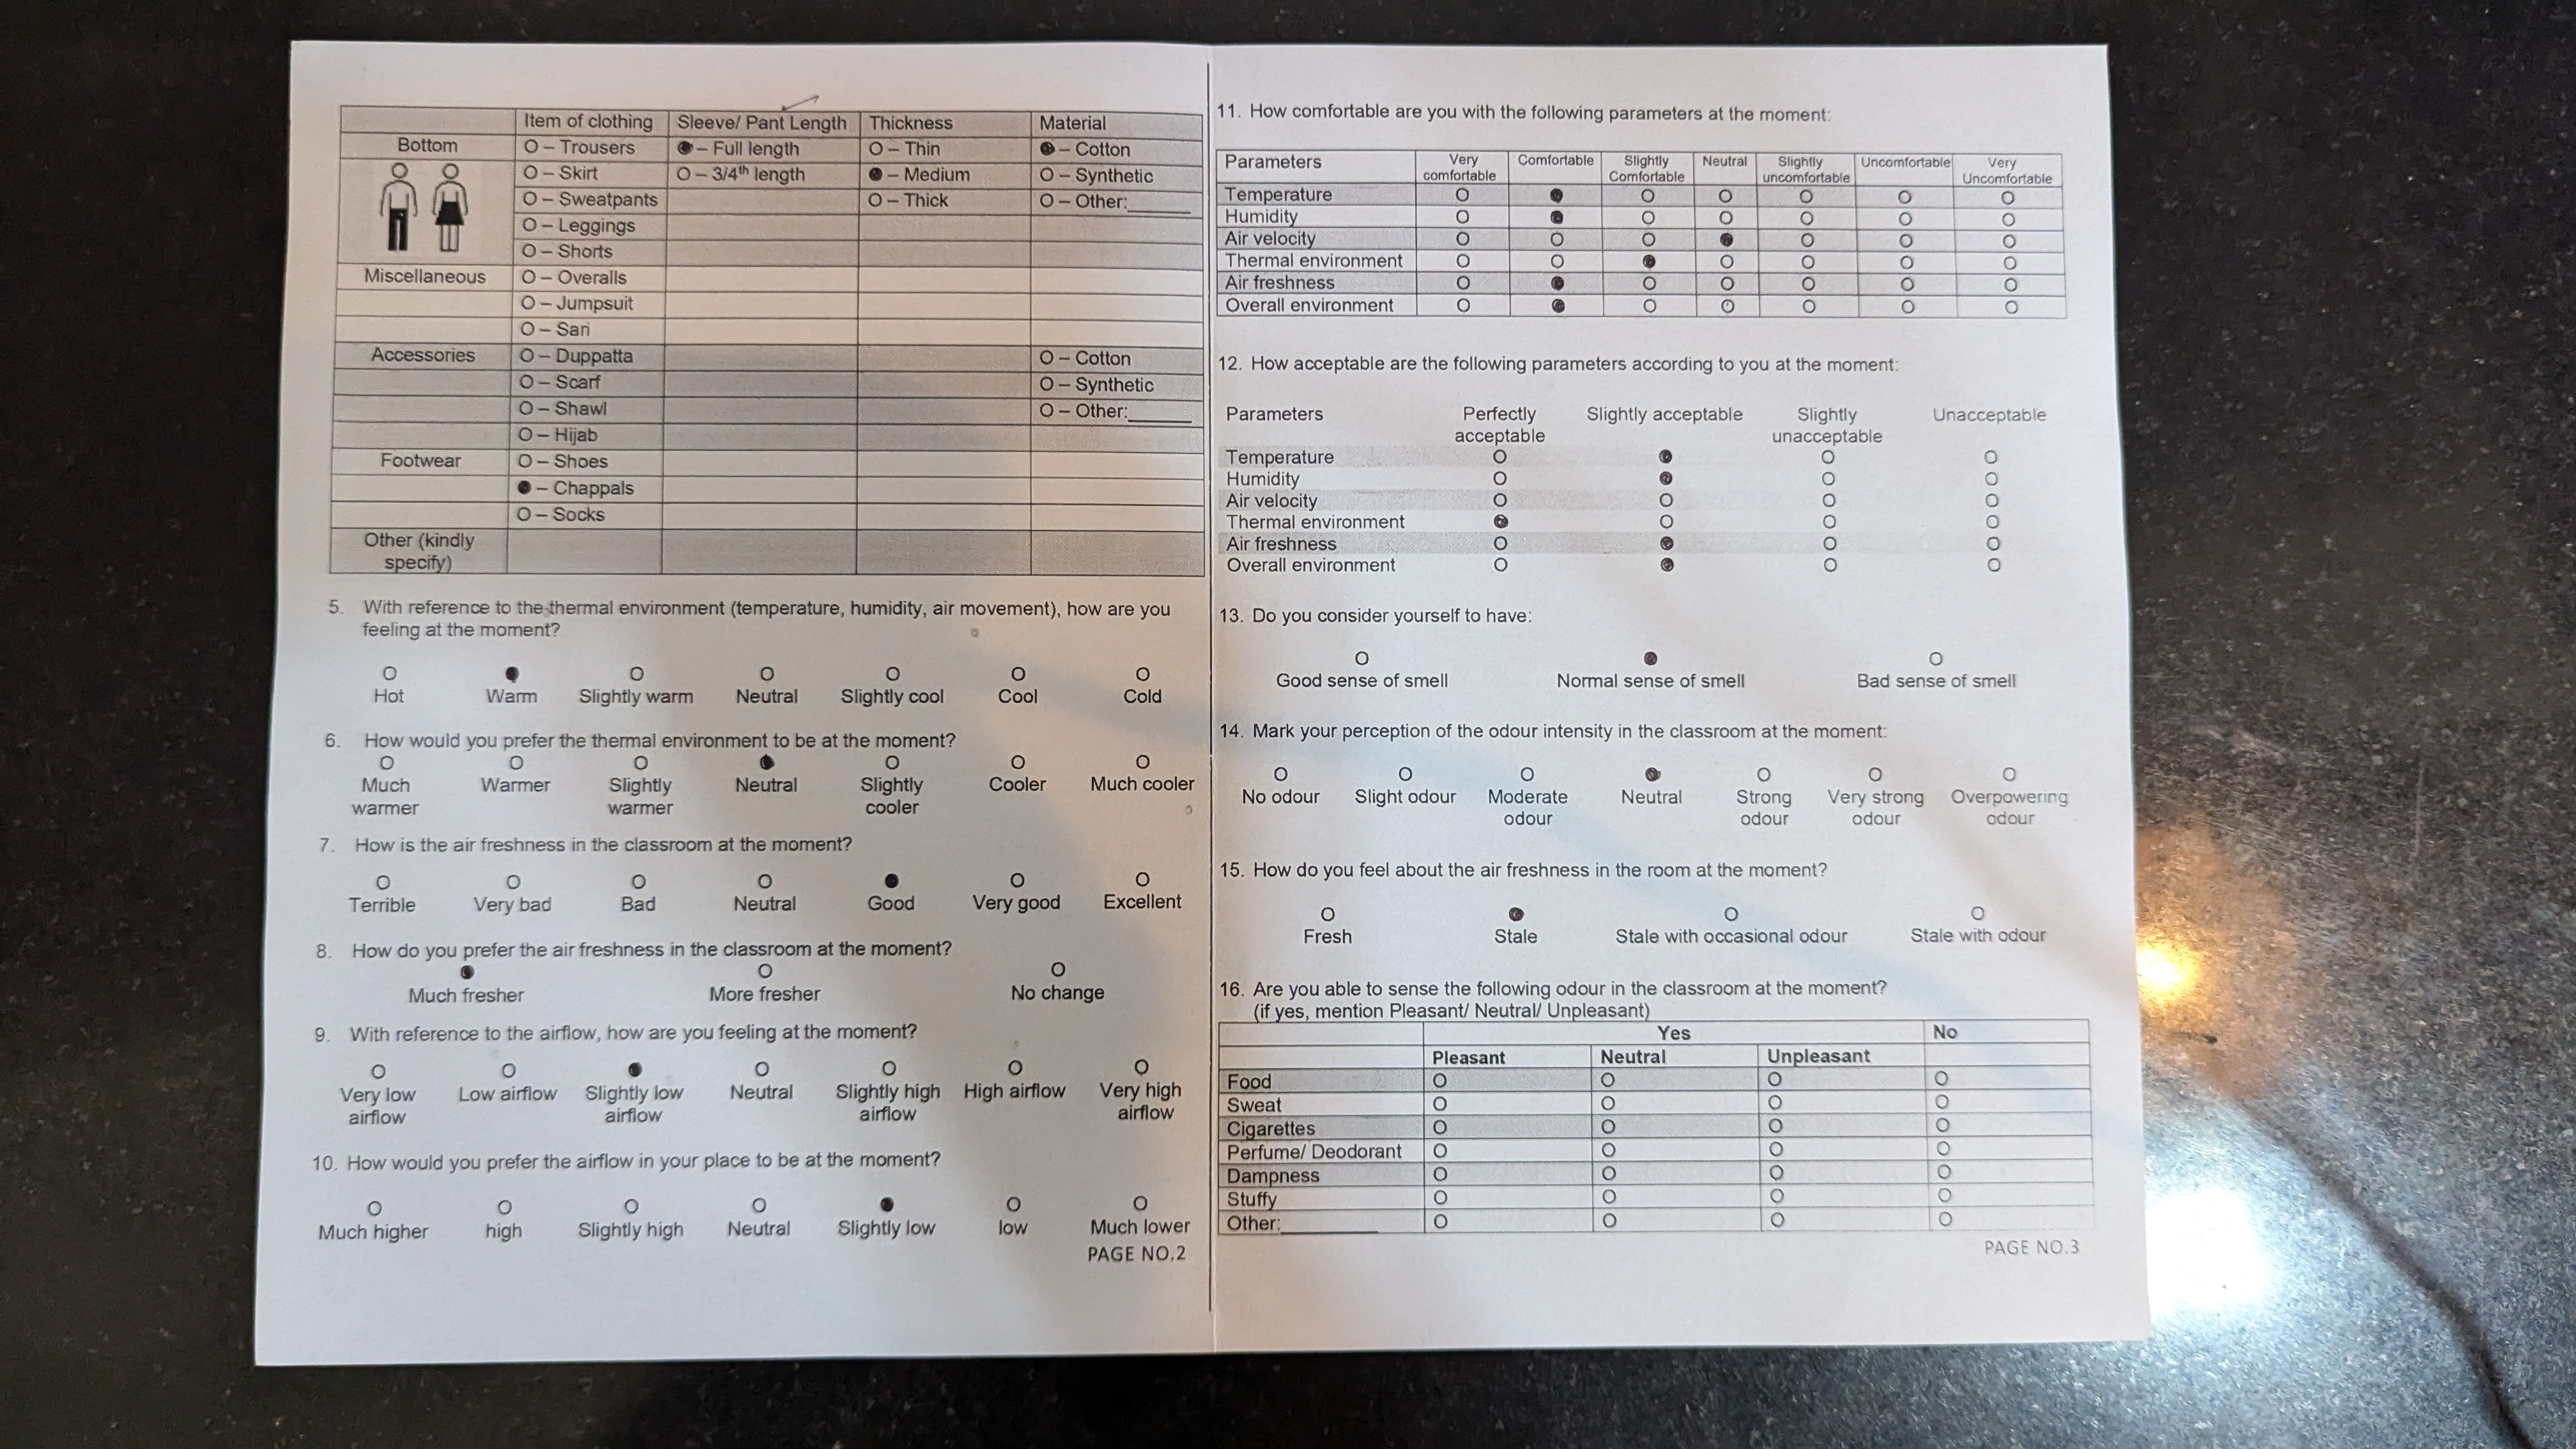 Item of clothing Sleeve/ Pant Length Thickness Material
Bottom O – Trousers ● – Full length O – Thin ● – Cotton
O – Skirt O – 3/4th length ● – Medium O – Synthetic
O – Sweatpants O – Thick O – Other:______
O – Leggings
O – Shorts
Miscellaneous O – Overalls
O – Jumpsuit
O – Sari
Accessories O – Duppatta O – Cotton
O – Scarf O – Synthetic
O – Shawl O – Other:______
O – Hijab
Footwear O – Shoes
● – Chappals
O – Socks
Other (kindly
specify)
5. With reference to the thermal environment (temperature, humidity, air movement), how are you
feeling at the moment?
O ● O O O O O
Hot Warm Slightly warm Neutral Slightly cool Cool Cold
6. How would you prefer the thermal environment to be at the moment?
O O O ● O O O
Much Warmer Slightly Neutral Slightly Cooler Much cooler
warmer warmer cooler
7. How is the air freshness in the classroom at the moment?
O O O O ● O O
Terrible Very bad Bad Neutral Good Very good Excellent
8. How do you prefer the air freshness in the classroom at the moment?
● O O
Much fresher More fresher No change
9. With reference to the airflow, how are you feeling at the moment?
O O ● O O O O
Very low Low airflow Slightly low Neutral Slightly high High airflow Very high
airflow airflow airflow airflow
10. How would you prefer the airflow in your place to be at the moment?
O O O O ● O O
Much higher high Slightly high Neutral Slightly low low Much lower
PAGE NO.2
11. How comfortable are you with the following parameters at the moment:
Parameters Very Comfortable Slightly Neutral Slightly Uncomfortable Very
comfortable Comfortable uncomfortable Uncomfortable
Temperature O ● O O O O O
Humidity O ● O O O O O
Air velocity O O O ● O O O
Thermal environment O O ● O O O O
Air freshness O ● O O O O O
Overall environment O ● O O O O O
12. How acceptable are the following parameters according to you at the moment:
Parameters Perfectly Slightly acceptable Slightly Unacceptable
acceptable unacceptable
Temperature O ● O O
Humidity O ● O O
Air velocity O O O O
Thermal environment ● O O O
Air freshness O ● O O
Overall environment O ● O O
13. Do you consider yourself to have:
O ● O
Good sense of smell Normal sense of smell Bad sense of smell
14. Mark your perception of the odour intensity in the classroom at the moment:
O O O ● O O O
No odour Slight odour Moderate Neutral Strong Very strong Overpowering
odour odour odour odour
15. How do you feel about the air freshness in the room at the moment?
O ● O O
Fresh Stale Stale with occasional odour Stale with odour
16. Are you able to sense the following odour in the classroom at the moment?
(if yes, mention Pleasant/ Neutral/ Unpleasant)
Yes No
Pleasant Neutral Unpleasant
Food O O O O
Sweat O O O O
Cigarettes O O O O
Perfume/ Deodorant O O O O
Dampness O O O O
Stuffy O O O O
Other:_________ O O O O
PAGE NO.3